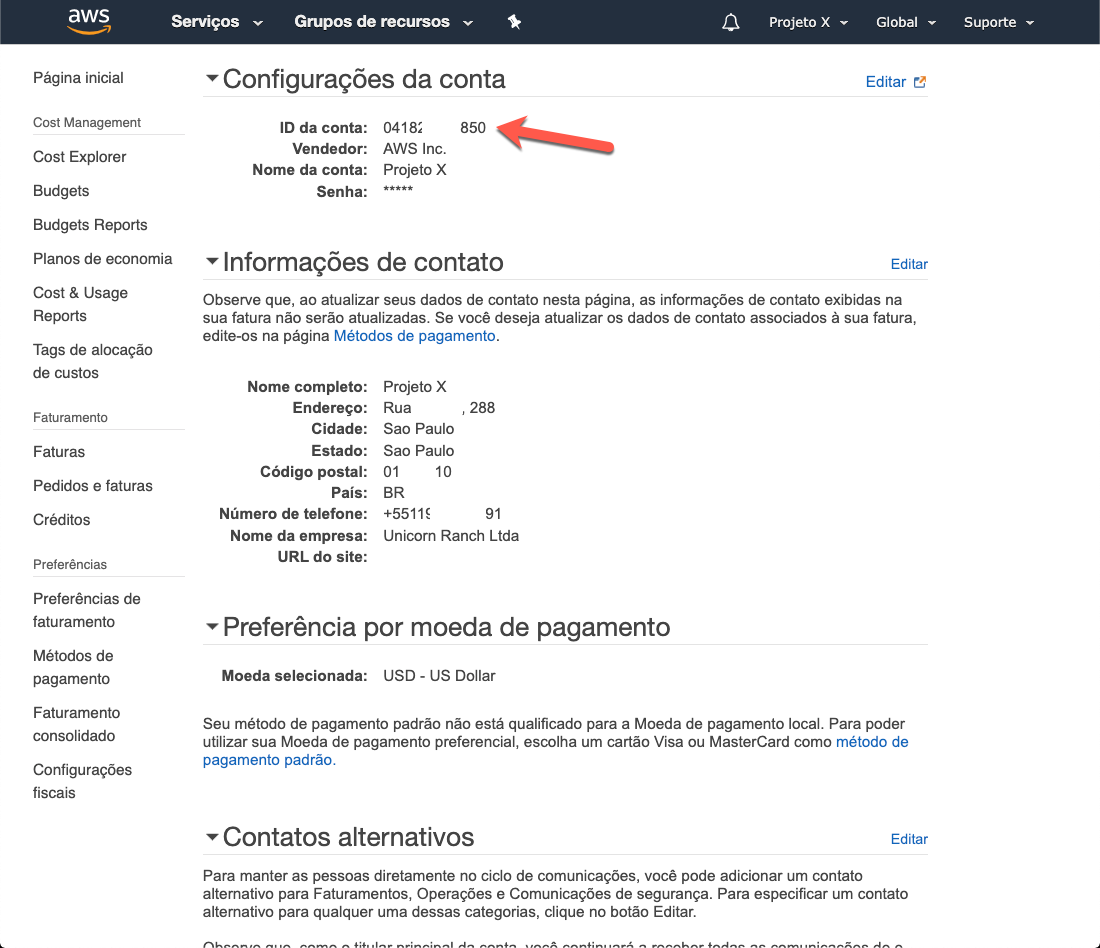 aws Serviços Grupos de recursos Projeto X Global Suporte
Página inicial
Cost Management
Cost Explorer
Budgets
Budgets Reports
Planos de economia
Cost & Usage
Reports
Tags de alocação
de custos
Faturamento
Faturas
Pedidos e faturas
Créditos
Preferências
Preferências de
faturamento
Métodos de
pagamento
Faturamento
consolidado
Configurações
fiscais
Configurações da conta Editar
ID da conta: 04182 850
Vendedor: AWS Inc.
Nome da conta: Projeto X
Senha: *****
Informações de contato Editar
Observe que, ao atualizar seus dados de contato nesta página, as informações de contato exibidas na
sua fatura não serão atualizadas. Se você deseja atualizar os dados de contato associados à sua fatura,
edite-os na página Métodos de pagamento.
Nome completo: Projeto X
Endereço: Rua , 288
Cidade: Sao Paulo
Estado: Sao Paulo
Código postal: 01 10
País: BR
Número de telefone: +55119 91
Nome da empresa: Unicorn Ranch Ltda
URL do site:
Preferência por moeda de pagamento
Moeda selecionada: USD - US Dollar
Seu método de pagamento padrão não está qualificado para a Moeda de pagamento local. Para poder
utilizar sua Moeda de pagamento preferencial, escolha um cartão Visa ou MasterCard como método de
pagamento padrão.
Contatos alternativos Editar
Para manter as pessoas diretamente no ciclo de comunicações, você pode adicionar um contato
alternativo para Faturamentos, Operações e Comunicações de segurança. Para especificar um contato
alternativo para qualquer uma dessas categorias, clique no botão Editar.
Observe que, como o titular principal da conta, você continuará a receber todas as comunicações de e